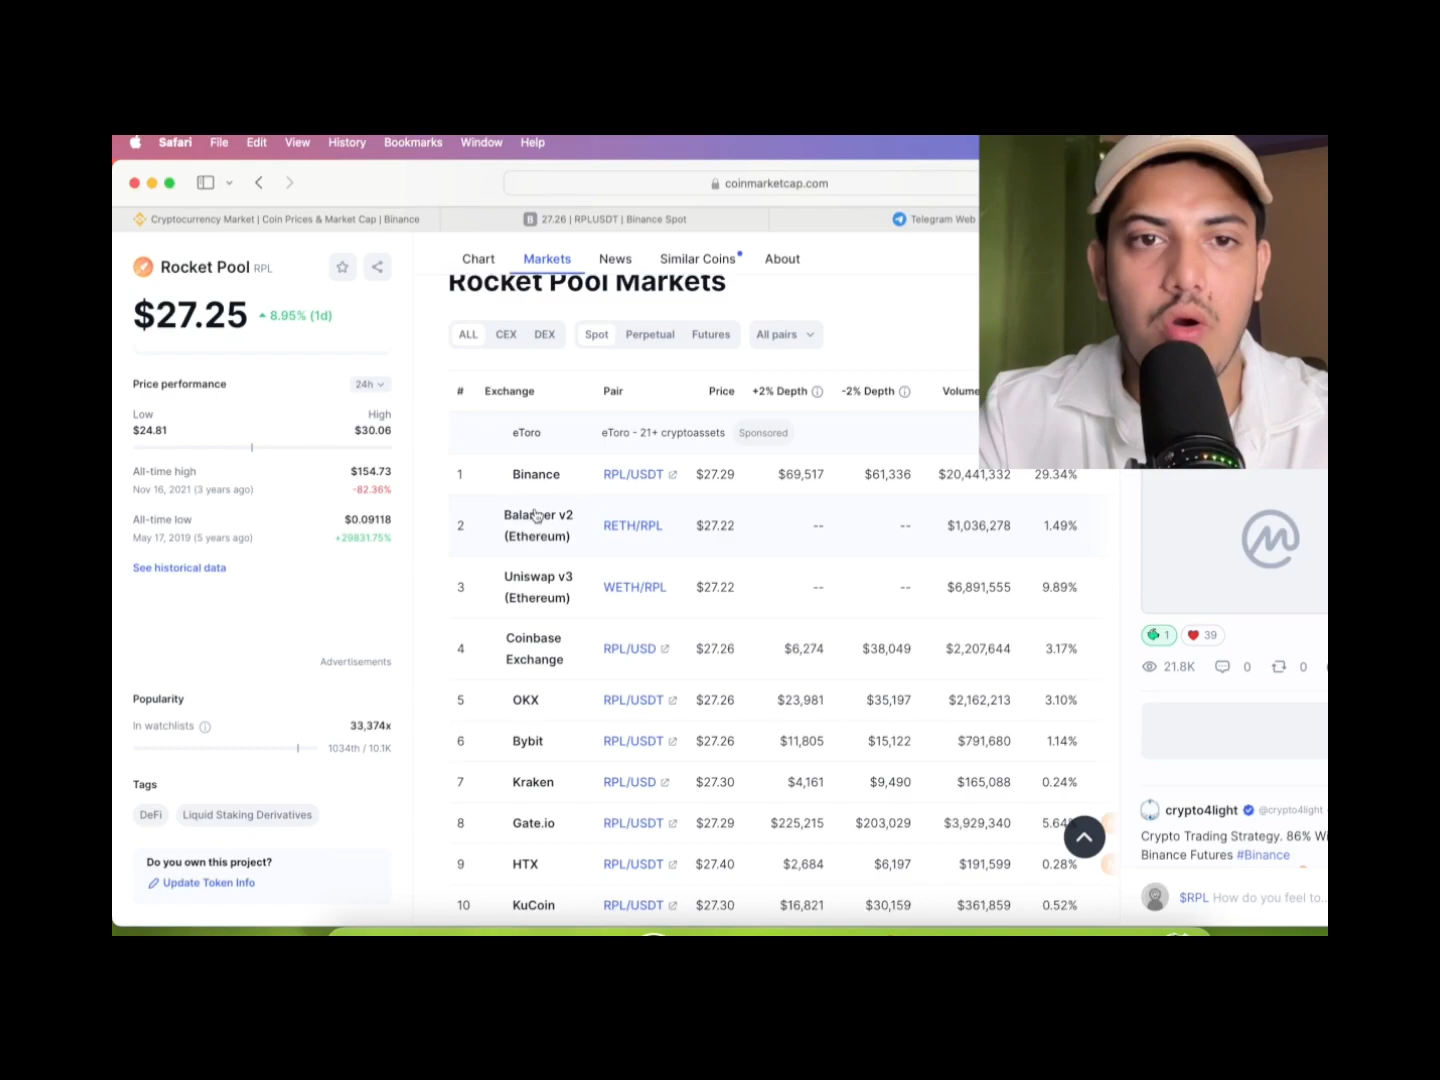 Safari File Edit View History Bookmarks Window Help
coinmarketcap.com
Cryptocurrency Market | Coin Prices & Market Cap | Binance
27.26 | RPLUSDT | Binance Spot
Telegram Web
Rocket Pool RPL
$27.25 8.95% (1d)
Price performance 24h
Low High
$24.81 $30.06
All-time high $154.73
Nov 16, 2021 (3 years ago) -82.36%
All-time low $0.09118
May 17, 2019 (5 years ago) +29831.75%
See historical data
Advertisements
Popularity
In watchlists 33,374x
1034th / 10.1K
Tags
DeFi Liquid Staking Derivatives
Do you own this project?
Update Token Info
Chart Markets News Similar Coins About
Rocket Pool Markets
ALL CEX DEX Spot Perpetual Futures All pairs
# Exchange Pair Price +2% Depth -2% Depth Volume
eToro eToro - 21+ cryptoassets Sponsored
1 Binance RPL/USDT $27.29 $69,517 $61,336 $20,441,332 29.34%
2 Balancer v2 (Ethereum) RETH/RPL $27.22 -- -- $1,036,278 1.49%
3 Uniswap v3 (Ethereum) WETH/RPL $27.22 -- -- $6,891,555 9.89%
4 Coinbase Exchange RPL/USD $27.26 $6,274 $38,049 $2,207,644 3.17%
5 OKX RPL/USDT $27.26 $23,981 $35,197 $2,162,213 3.10%
6 Bybit RPL/USDT $27.26 $11,805 $15,122 $791,680 1.14%
7 Kraken RPL/USD $27.30 $4,161 $9,490 $165,088 0.24%
8 Gate.io RPL/USDT $27.29 $225,215 $203,029 $3,929,340 5.64
9 HTX RPL/USDT $27.40 $2,684 $6,197 $191,599 0.28%
10 KuCoin RPL/USDT $27.30 $16,821 $30,159 $361,859 0.52%
1 39
21.8K 0 0
crypto4light @crypto4light
Crypto Trading Strategy. 86% Wi
Binance Futures #Binance
$RPL How do you feel to...